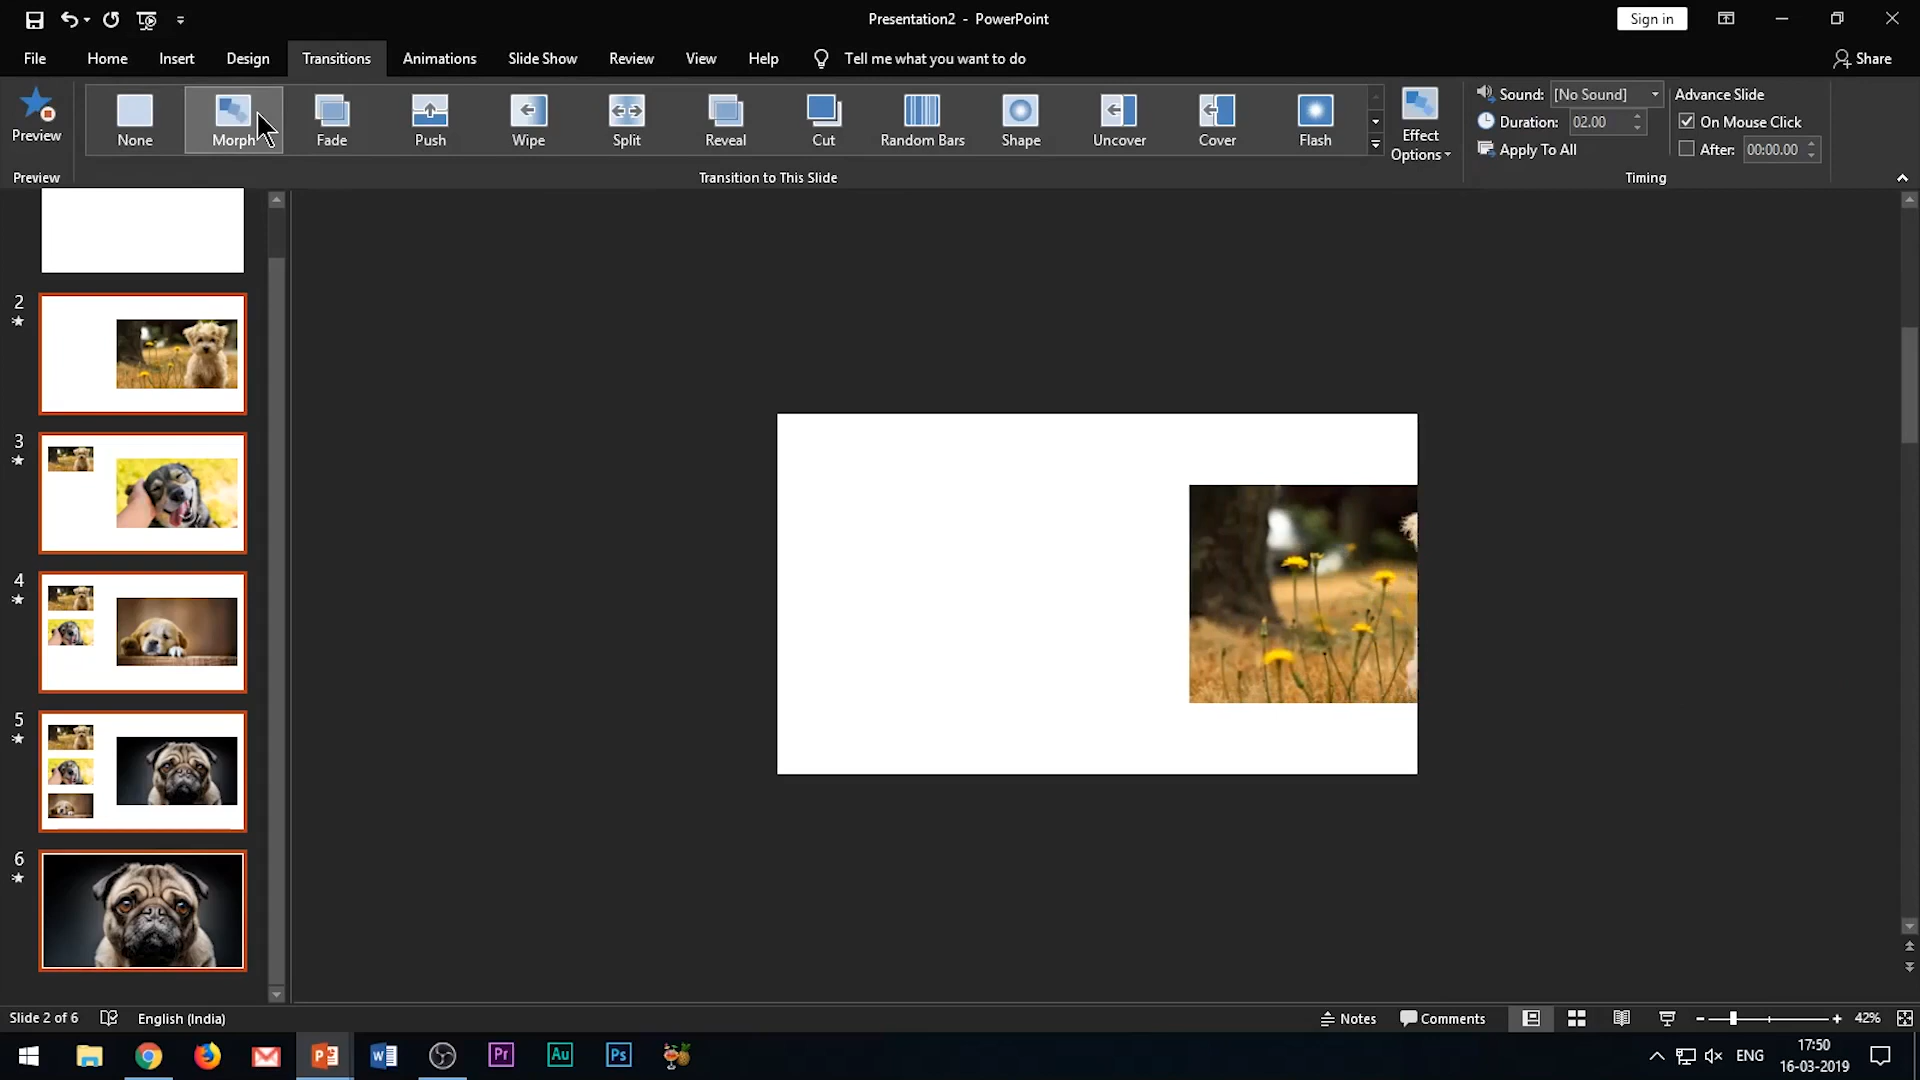 Presentation2 - PowerPoint
Sign in
File
Home
Insert
Design
Transitions
Animations
Slide Show
Review
View
Help
Tell me what you want to do
Share
Preview
None
Morph
Fade
Push
Wipe
Split
Reveal
Cut
Random Bars
Shape
Uncover
Cover
Flash
Effect
Options
Sound:
[No Sound]
Duration:
02.00
Apply To All
Advance Slide
On Mouse Click
After:
00:00.00
Preview
Transition to This Slide
Timing
2
3
4
5
6
Slide 2 of 6
English (India)
Notes
Comments
42%
Pr
Au
Ps
ENG
17:50
16-03-2019